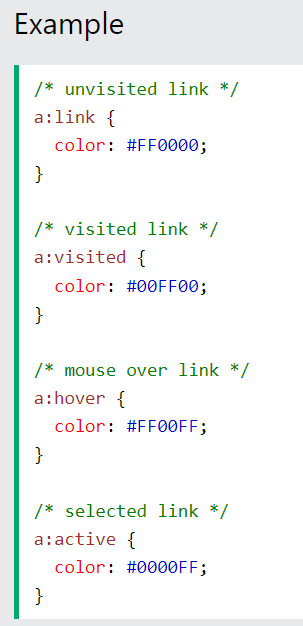 Example
/* unvisited link */
a:link {
  color: #FF0000;
}
/* visited link */
a:visited {
  color: #00FF00;
}
/* mouse over link */
a:hover {
  color: #FF00FF;
}
/* selected link */
a:active {
  color: #0000FF;
}